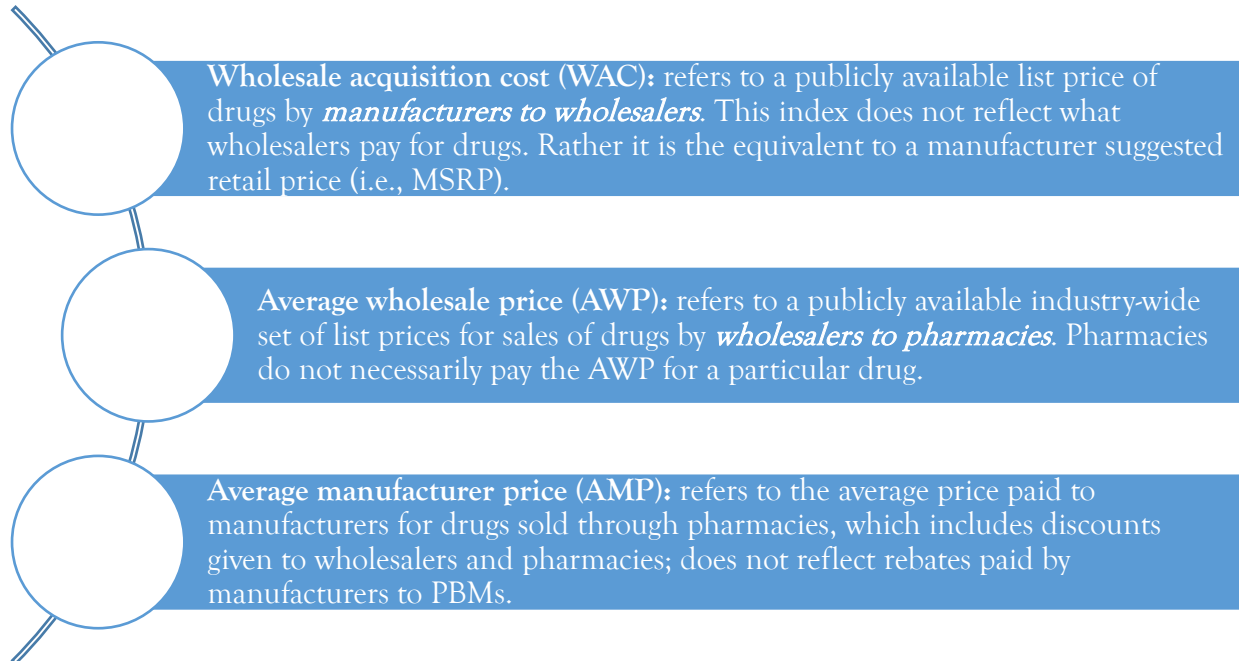 Wholesale acquisition cost (WAC): refers to a publicly available list price of
drugs by manufacturers to wholesalers. This index does not reflect what
wholesalers pay for drugs. Rather it is the equivalent to a manufacturer suggested
retail price (i.e., MSRP).
Average wholesale price (AWP): refers to a publicly available industry-wide
set of list prices for sales of drugs by wholesalers to pharmacies. Pharmacies
do not necessarily pay the AWP for a particular drug.
Average manufacturer price (AMP): refers to the average price paid to
manufacturers for drugs sold through pharmacies, which includes discounts
given to wholesalers and pharmacies; does not reflect rebates paid by
manufacturers to PBMs.